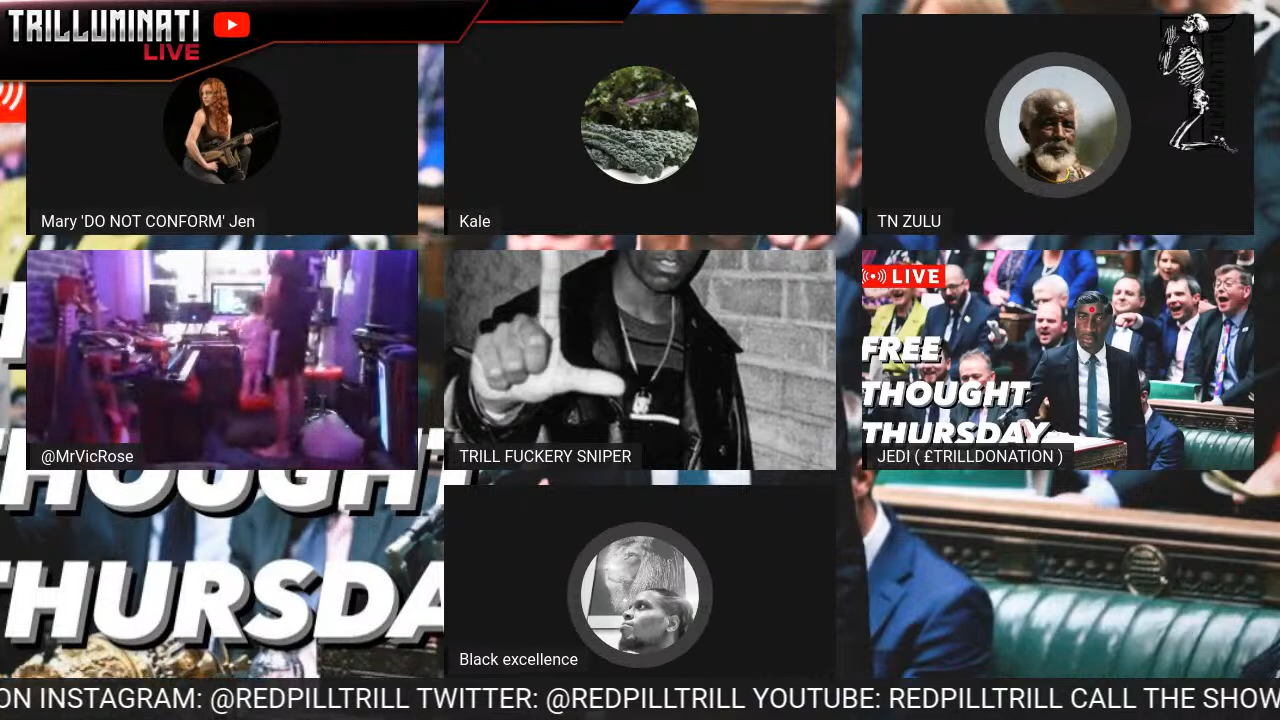 TRILLUMINATI
LIVE
Mary 'DO NOT CONFORM' Jen
Kale
TN ZULU
LIVE
FREE
THOUGHT
THURSDAY
@MrVicRose
TRILL FUCKERY SNIPER
JEDI ( £TRILLDONATION )
THOUGHT
THURSDA
Black excellence
ON INSTAGRAM: @REDPILLTRILL TWITTER: @REDPILLTRILL YOUTUBE: REDPILLTRILL CALL THE SHOW